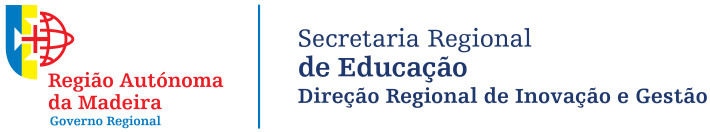 Região Autónoma
da Madeira
Governo Regional
Secretaria Regional
de Educação
Direção Regional de Inovação e Gestão